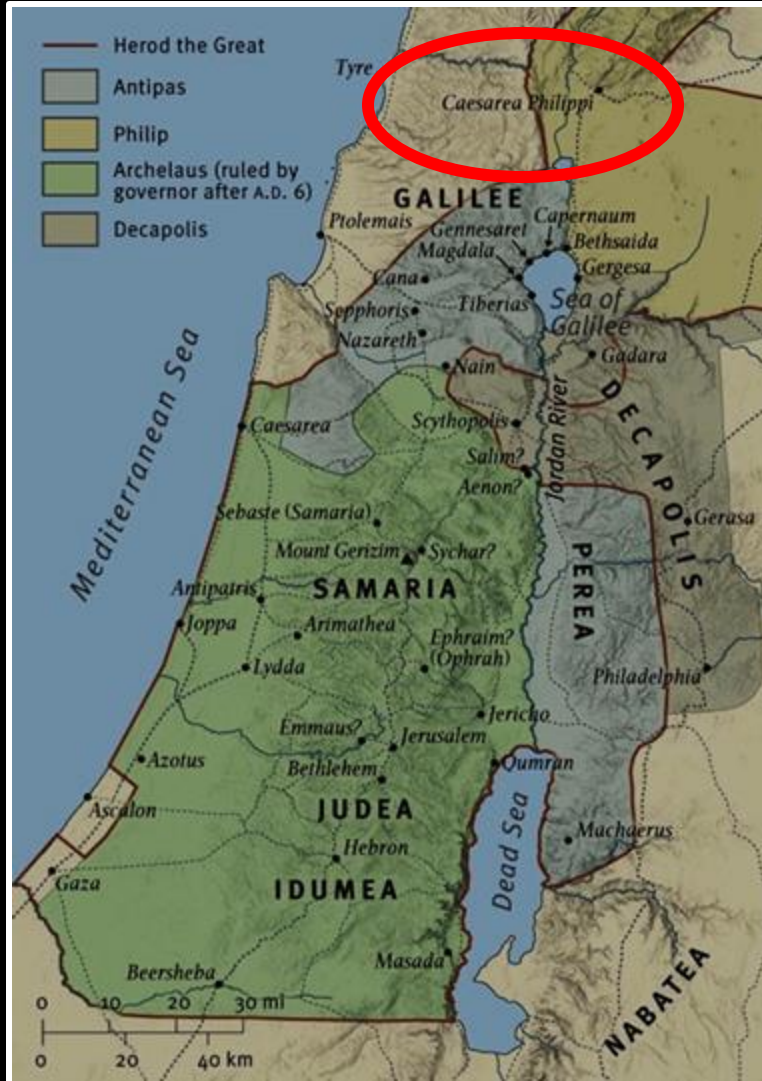 Herod the Great
Antipas
Philip
Archelaus (ruled by
governor after A.D. 6)
Decapolis
Tyre
Caesarea Philippi
GALILEE
Ptolemais
Capernaum
Gennesaret
Bethsaida
Magdala
Gergesa
Cana
Tiberias
Sea of
Galilee
Sepphoris
Nazareth
Gadara
Nain
Mediterranean Sea
Caesarea
Scythopolis
Jordan River
DECAPOLIS
Salim?
Aenon?
Sebaste (Samaria)
Gerasa
Mount Gerizim
Sychar?
PEREA
SAMARIA
Antipatris
Joppa
Arimathea
Ephraim?
(Ophrah)
Lydda
Philadelphia
Jericho
Emmaus?
Jerusalem
Azotus
Bethlehem
Qumran
Ascalon
JUDEA
Dead Sea
Machaerus
Hebron
Gaza
IDUMEA
Masada
Beersheba
NABATEA
0 10 20 30 mi
0 20 40 km